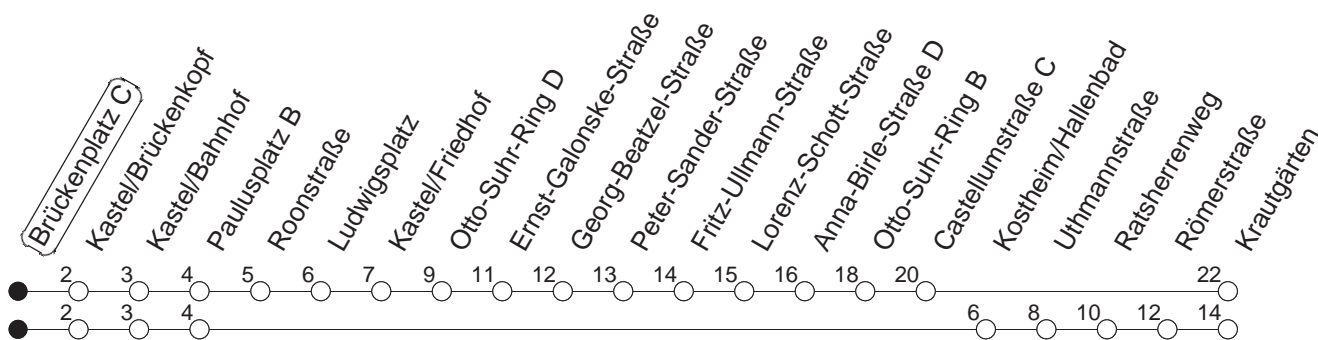 Brückenplatz C
Kastel/Brückenkopf
Kastel/Bahnhof
Paulusplatz B
Roonstraße
Ludwigsplatz
Kastel/Friedhof
Otto-Suhr-Ring D
Ernst-Galonske-Straße
Georg-Beatzel-Straße
Peter-Sander-Straße
Fritz-Ullmann-Straße
Lorenz-Schott-Straße
Anna-Birle-Straße D
Otto-Suhr-Ring B
Castellumstraße C
Kostheim/Hallenbad
Uthmannstraße
Ratsherrenweg
Römerstraße
Krautgärten
2 3 4 5 6 7 9 11 12 13 14 15 16 18 20 22
2 3 4 6 8 10 12 14